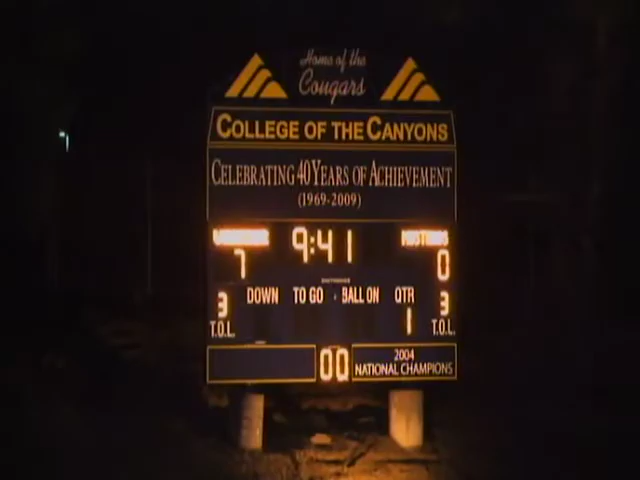 Home of the
Cougars
COLLEGE OF THE CANYONS
CELEBRATING 40 YEARS OF ACHIEVEMENT
(1969-2009)
9:41
MUSTANGS
7
0
DOWN TO GO BALL ON QTR
3
1
3
T.O.L.
T.O.L.
00
2004
NATIONAL CHAMPIONS